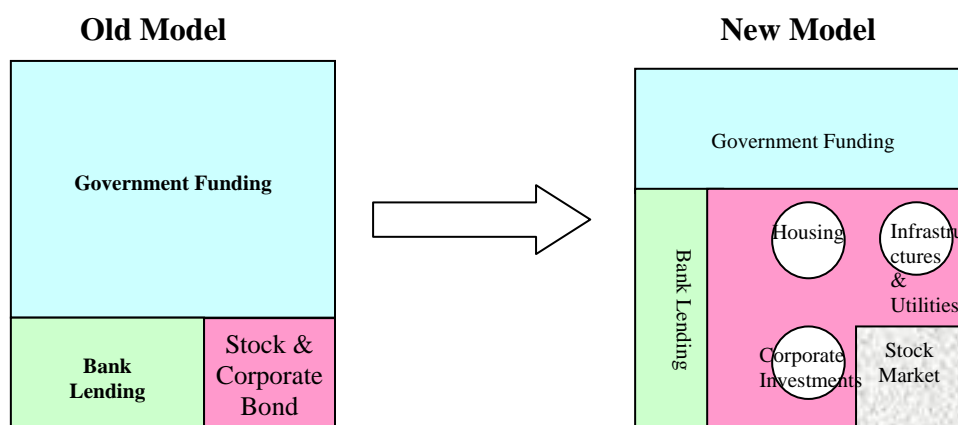 Old Model
New Model
Government Funding
Bank
Lending
Stock &
Corporate
Bond
Government Funding
Bank Lending
Housing
Infrastru
ctures
&
Utilities
Corporate
Investments
Stock
Market